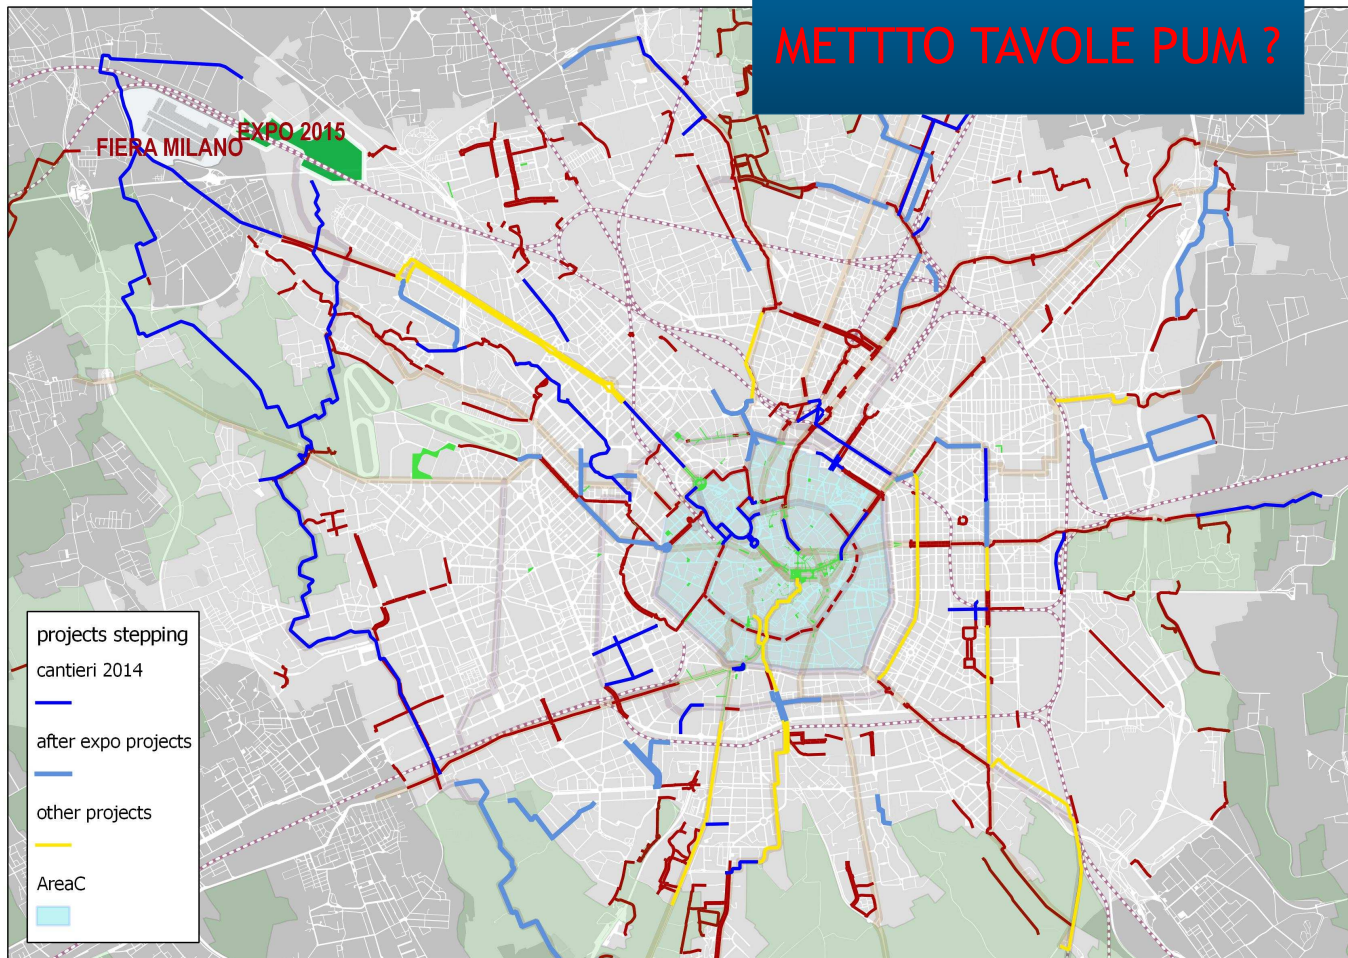 METTTO TAVOLE PUM ?
EXPO 2015
FIERA MILANO
projects stepping
cantieri 2014
after expo projects
other projects
AreaC